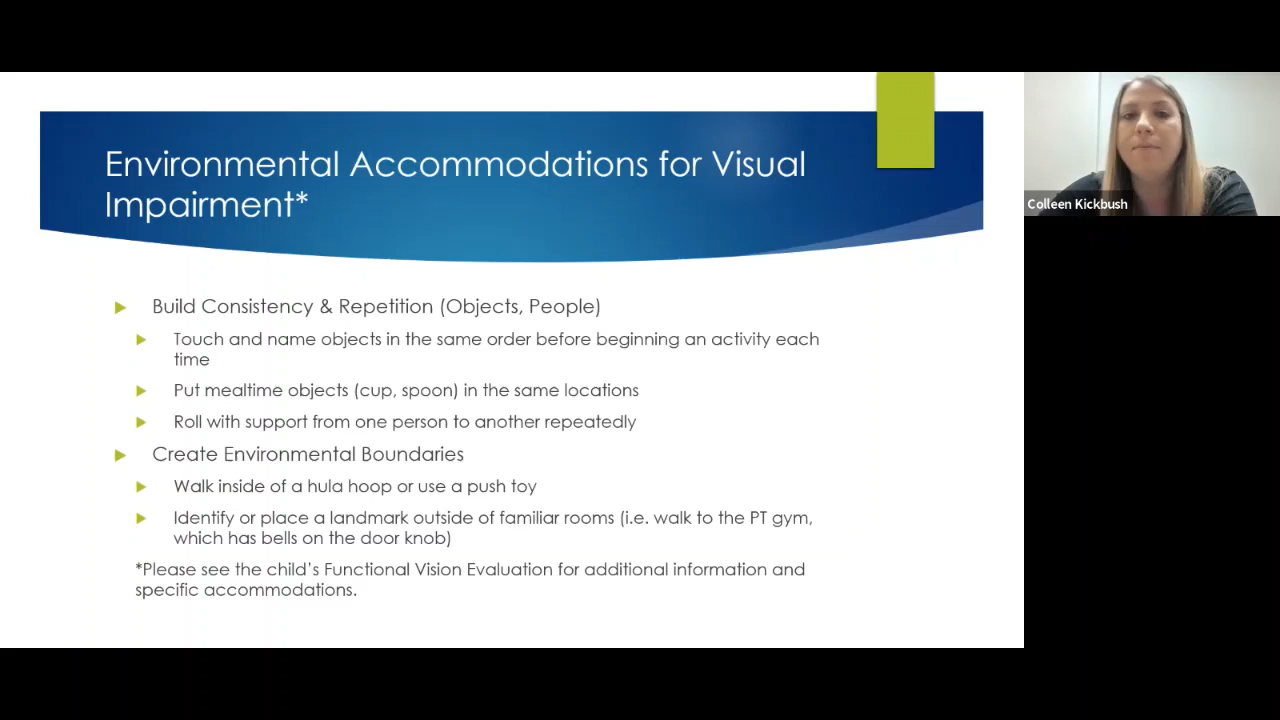 Environmental Accommodations for Visual
Impairment*
Build Consistency & Repetition (Objects, People)
Touch and name objects in the same order before beginning an activity each
time
Put mealtime objects (cup, spoon) in the same locations
Roll with support from one person to another repeatedly
Create Environmental Boundaries
Walk inside of a hula hoop or use a push toy
Identify or place a landmark outside of familiar rooms (i.e. walk to the PT gym,
which has bells on the door knob)
*Please see the child’s Functional Vision Evaluation for additional information and
specific accommodations.
Colleen Kickbush